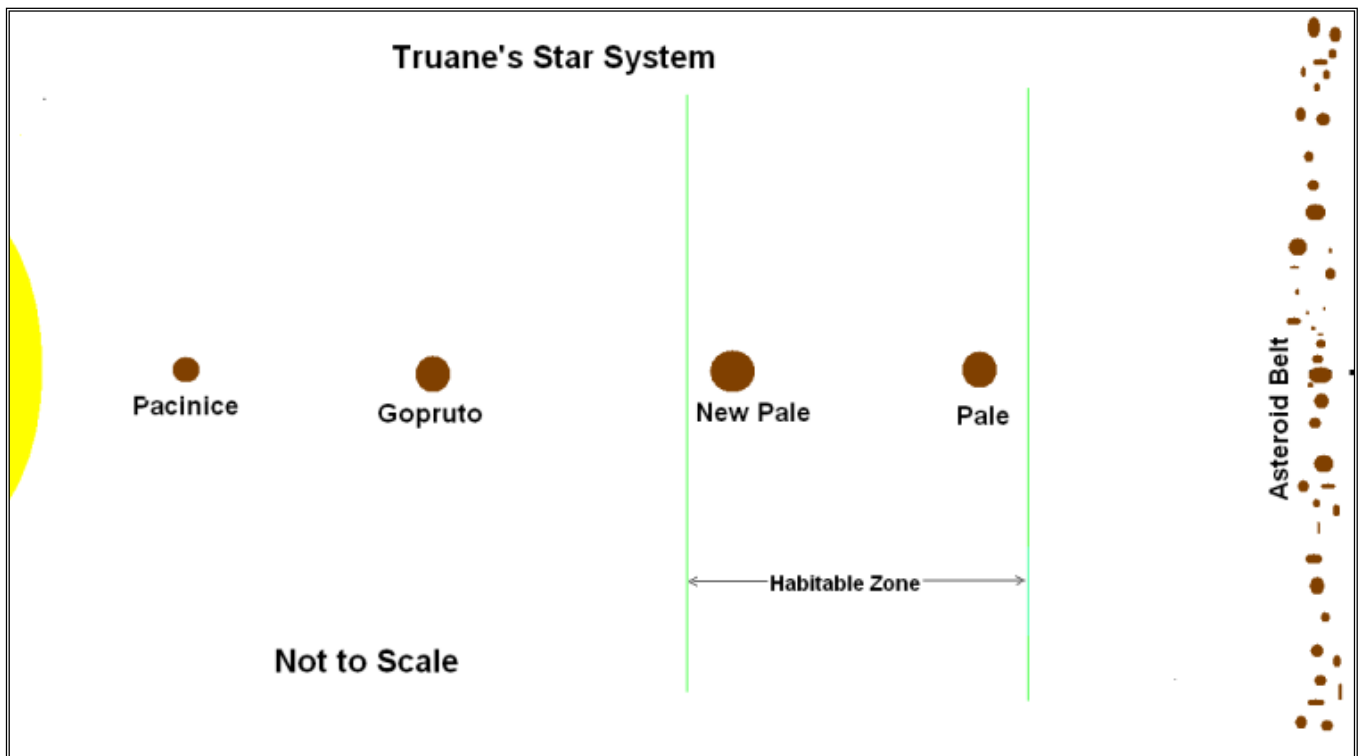 Truane's Star System
Pacinice
Gopruto
New Pale
Pale
Asteroid Belt
Habitable Zone
Not to Scale